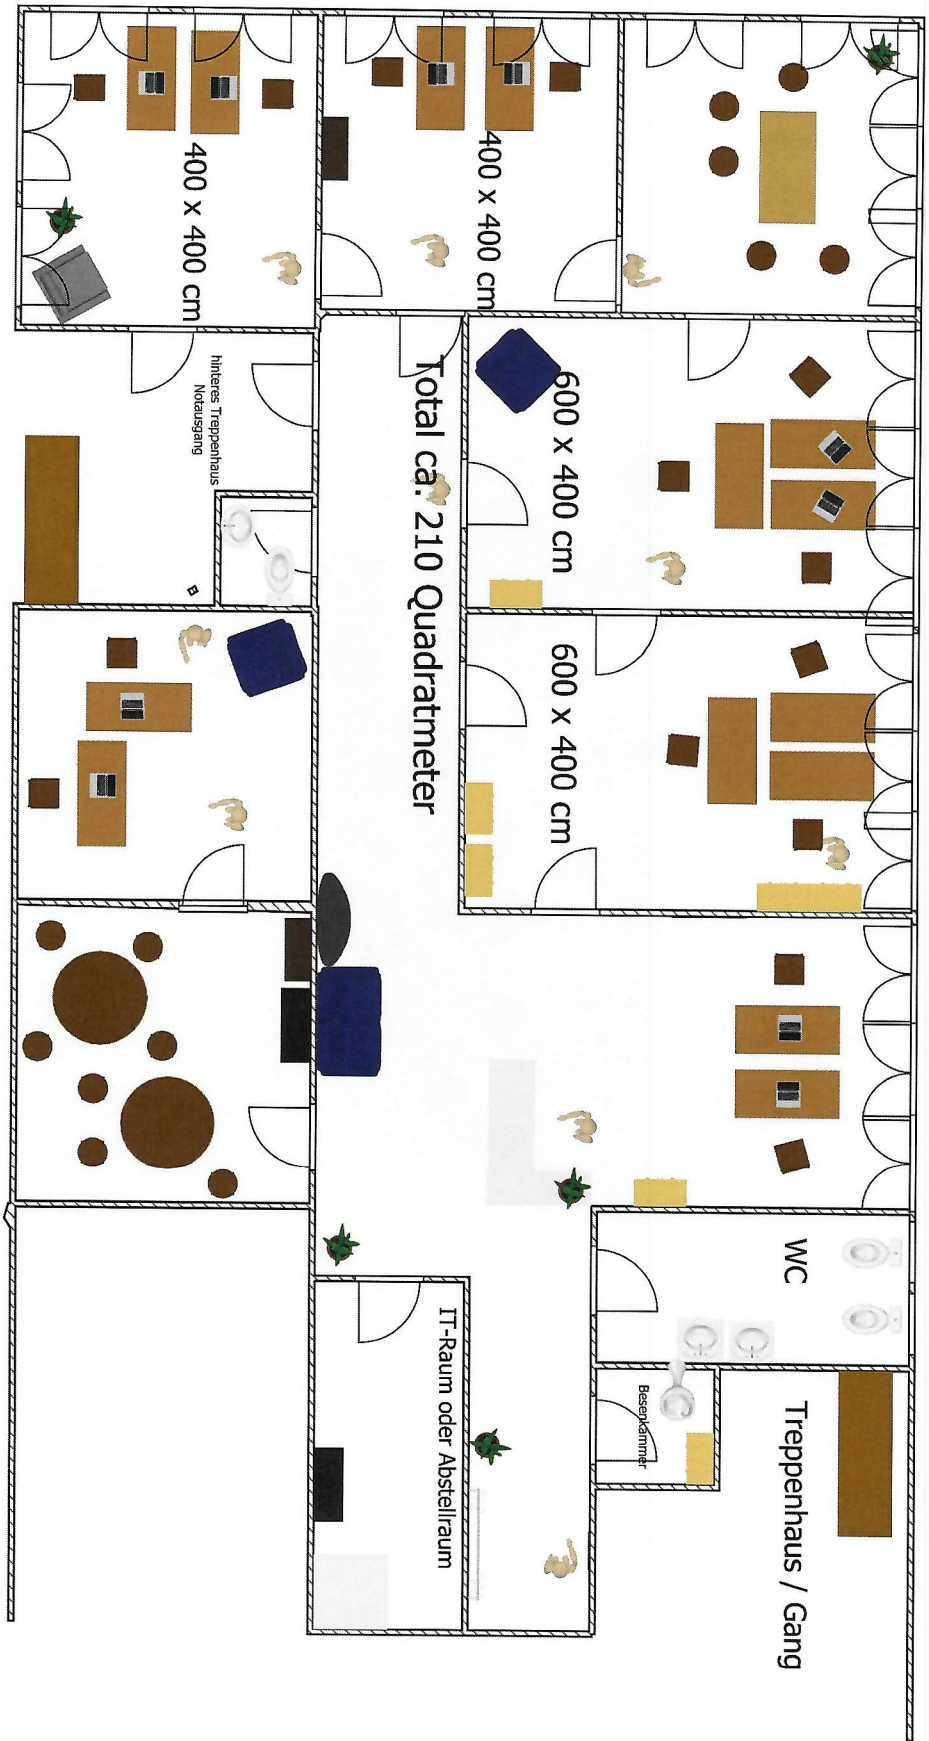 400 x 400 cm
400 x 400 cm
600 x 400 cm
600 x 400 cm
Total ca. 210 Quadratmeter
hinteres Treppenhaus
Notausgang
WC
Besenkammer
IT-Raum oder Abstellraum
Treppenhaus / Gang